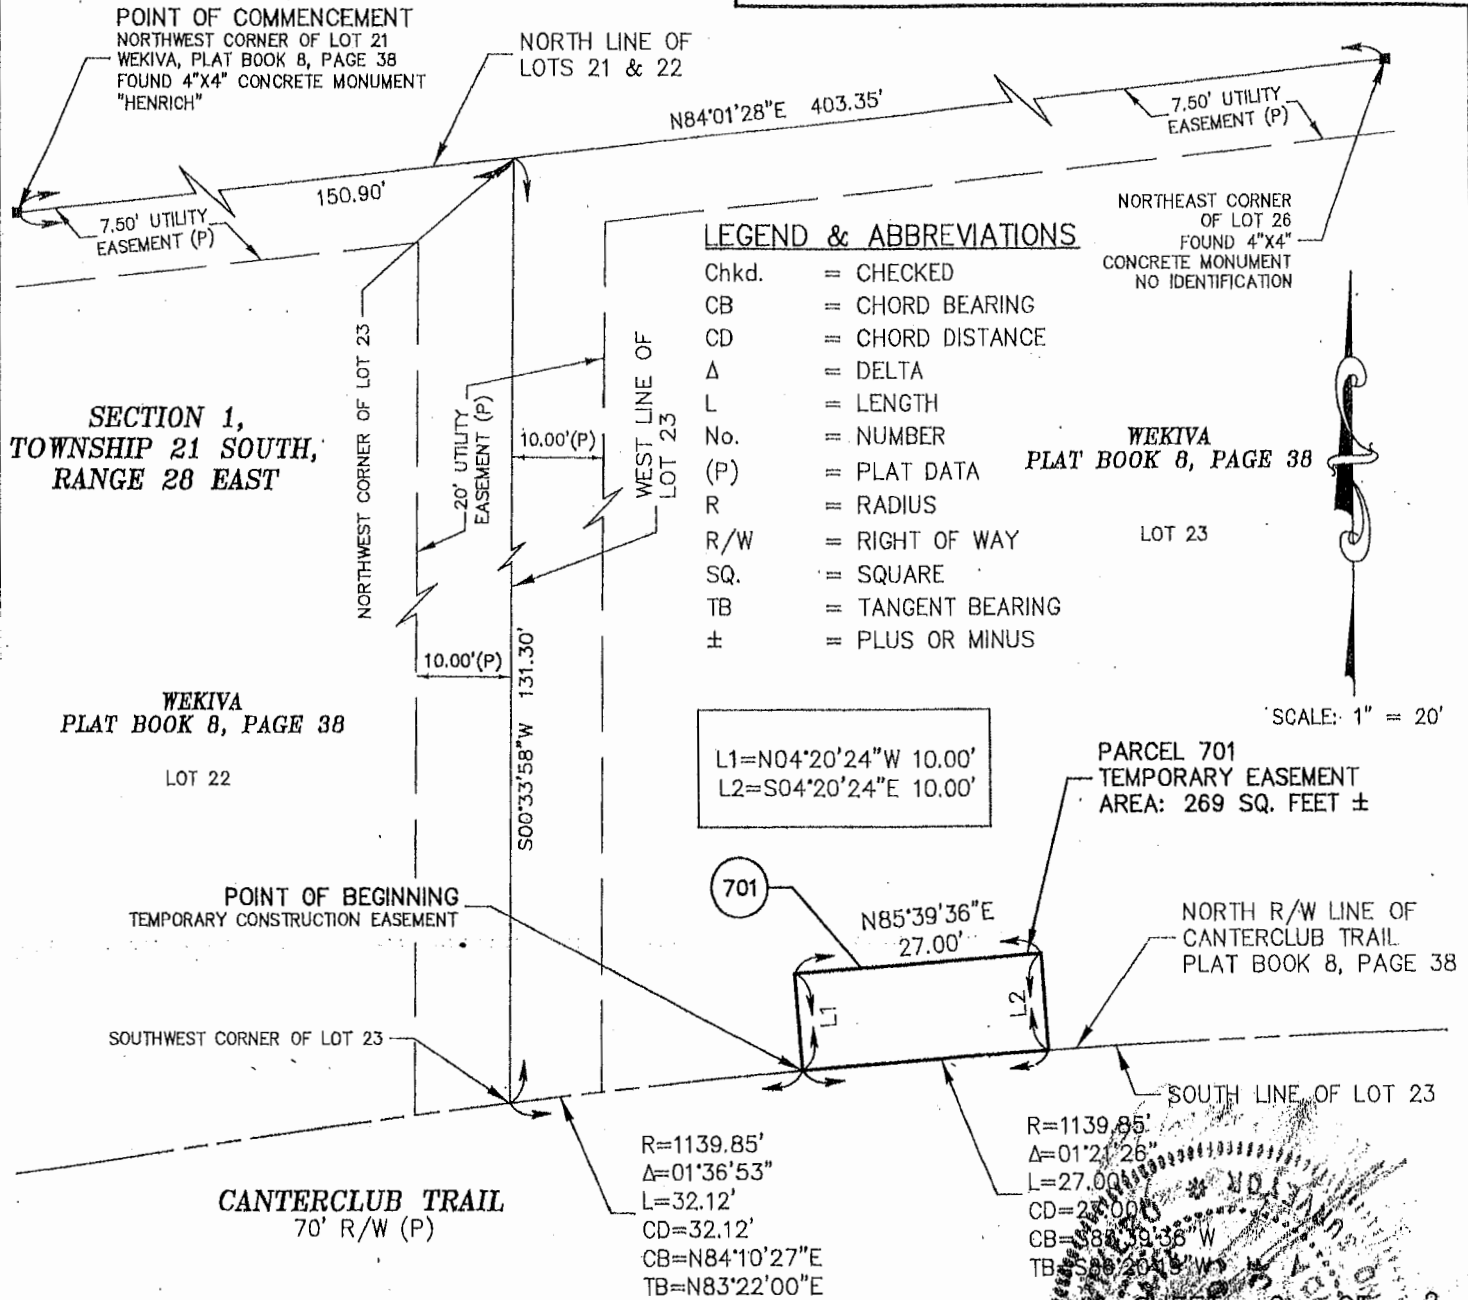 POINT OF COMMENCEMENT
NORTHWEST CORNER OF LOT 21
WEKIVA, PLAT BOOK 8, PAGE 38
FOUND 4"X4" CONCRETE MONUMENT
"HENRICH"
NORTH LINE OF
LOTS 21 & 22
N84°01'28"E 403.35'
7.50' UTILITY
EASEMENT (P)
150.90'
7.50' UTILITY
EASEMENT (P)
NORTHEAST CORNER
OF LOT 26
FOUND 4"X4"
CONCRETE MONUMENT
NO IDENTIFICATION
LEGEND & ABBREVIATIONS
Chkd. = CHECKED
CB = CHORD BEARING
CD = CHORD DISTANCE
Δ = DELTA
L = LENGTH
No. = NUMBER
(P) = PLAT DATA
R = RADIUS
R/W = RIGHT OF WAY
SQ. = SQUARE
TB = TANGENT BEARING
± = PLUS OR MINUS
NORTHWEST CORNER OF LOT 23
20' UTILITY
EASEMENT (P)
10.00'(P)
WEST LINE OF
LOT 23
SECTION 1,
TOWNSHIP 21 SOUTH,
RANGE 28 EAST
WEKIVA
PLAT BOOK 8, PAGE 38
LOT 23
10.00'(P)
S00°33'58"W 131.30'
WEKIVA
PLAT BOOK 8, PAGE 38
LOT 22
SCALE: 1" = 20'
L1=N04°20'24"W 10.00'
L2=S04°20'24"E 10.00'
PARCEL 701
TEMPORARY EASEMENT
AREA: 269 SQ. FEET ±
701
POINT OF BEGINNING
TEMPORARY CONSTRUCTION EASEMENT
N85°39'36"E
27.00'
L1
L2
NORTH R/W LINE OF
CANTERCLUB TRAIL
PLAT BOOK 8, PAGE 38
SOUTHWEST CORNER OF LOT 23
SOUTH LINE OF LOT 23
R=1139.85'
Δ=01°36'53"
L=32.12'
CD=32.12'
CB=N84°10'27"E
TB=N83°22'00"E
R=1139.85'
Δ=01°21'26"
L=27.00'
CD=27.00'
CB=S85°39'36"W
CANTERCLUB TRAIL
70' R/W (P)